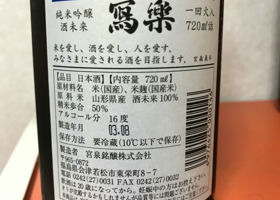 純米吟醸
酒未来
寫樂
一回火入
720㎖詰
米を愛し、酒を愛し、人を愛す。
みなさまに愛される酒を目指します。
品目 日本酒【内容量 720㎖】
原材料名 米(国産)、米麹(国産米)
原料米 山形県産 酒未来 100%
精米歩合 50%
アルコール分 16度
製造年月 03.08
保存方法 要冷蔵(10℃以下で保存)
製造者 宮泉銘醸株式会社
〒965-0872
福島県会津若松市東栄町8-7
電話 0242(27)0031 FAX 0242(27)0032